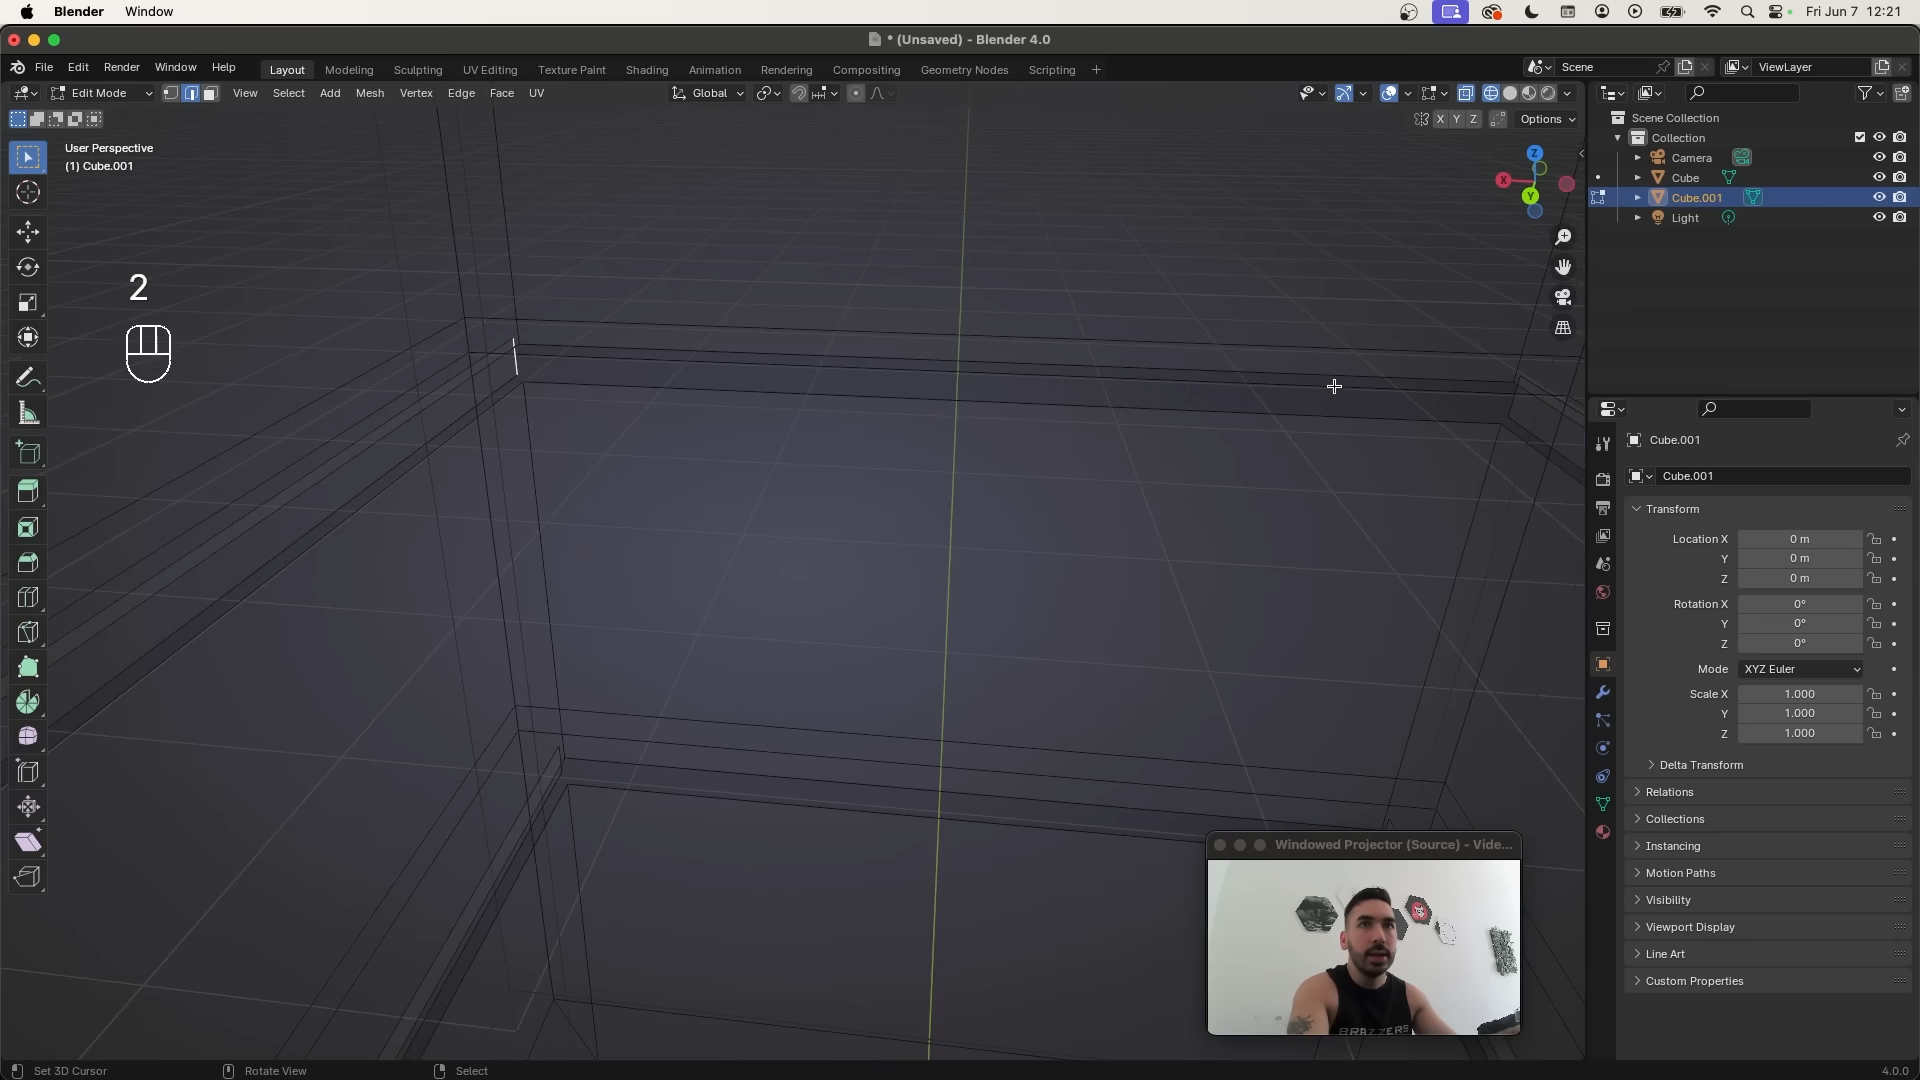 Blender Window Fri Jun 7 12:21
* (Unsaved) - Blender 4.0
File Edit Render Window Help Layout Modeling Sculpting UV Editing Texture Paint Shading Animation Rendering Compositing Geometry Nodes Scripting + Scene ViewLayer
Edit Mode View Select Add Mesh Vertex Edge Face UV Global
X Y Z Options
User Perspective
(1) Cube.001
Z
X
Y
2
Scene Collection
Collection
Camera
Cube
Cube.001
Light
Cube.001
Cube.001
Transform
Location X 0 m
Y 0 m
Z 0 m
Rotation X 0°
Y 0°
Z 0°
Mode XYZ Euler
Scale X 1.000
Y 1.000
Z 1.000
Delta Transform
Relations
Collections
Instancing
Motion Paths
Visibility
Viewport Display
Line Art
Custom Properties
Windowed Projector (Source) - Vide...
BRAZZERS
Set 3D Cursor Rotate View Select 4.0.0